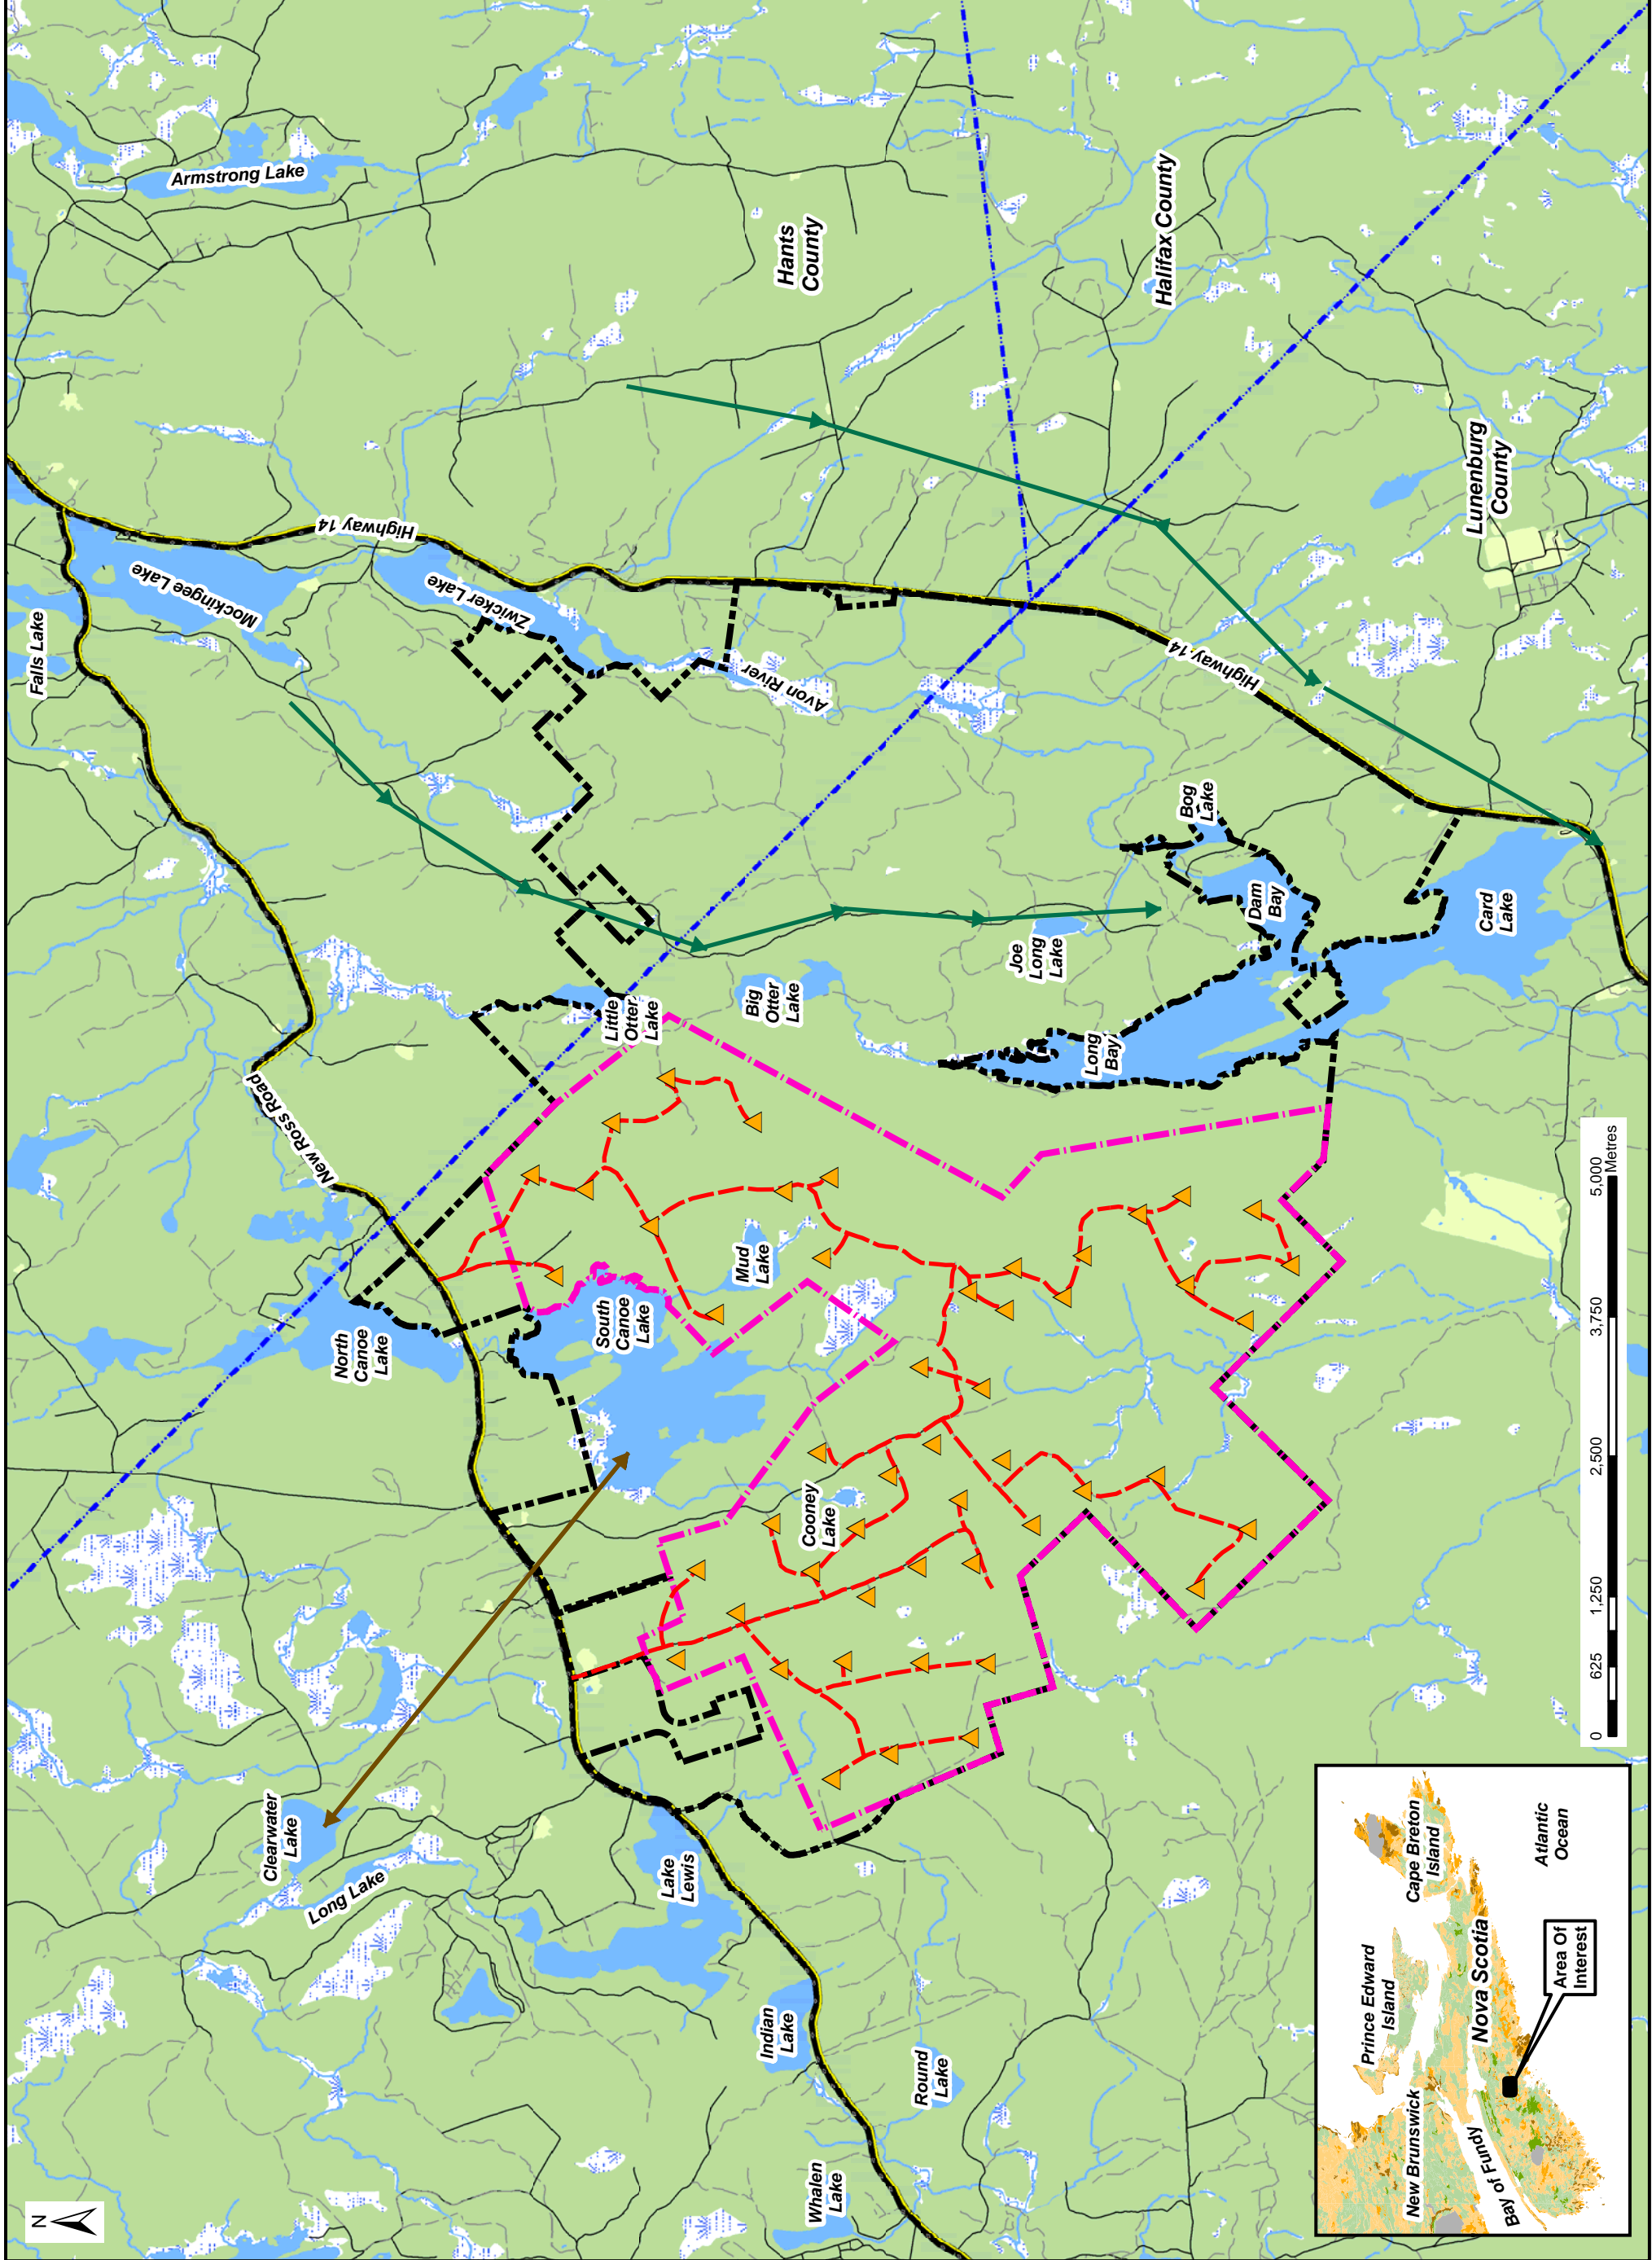 N
Falls Lake
Armstrong Lake
Mockingee Lake
Highway 14
Zwicker Lake
Hants
County
Halifax County
Avon River
New Ross Road
North
Canoe
Lake
South
Canoe
Lake
Little
Otter
Lake
Big
Otter
Lake
Mud
Lake
Joe
Long
Lake
Long
Bay
Bog
Lake
Dam
Bay
Card
Lake
Highway 14
Lunenburg
County
Clearwater
Lake
Long Lake
Lake
Lewis
Cooney
Lake
Indian
Lake
Round
Lake
Whalen
Lake
0 625 1,250 2,500 3,750 5,000
Metres
New Brunswick
Prince Edward
Island
Cape Breton
Island
Nova Scotia
Bay of Fundy
Atlantic
Ocean
Area Of
Interest